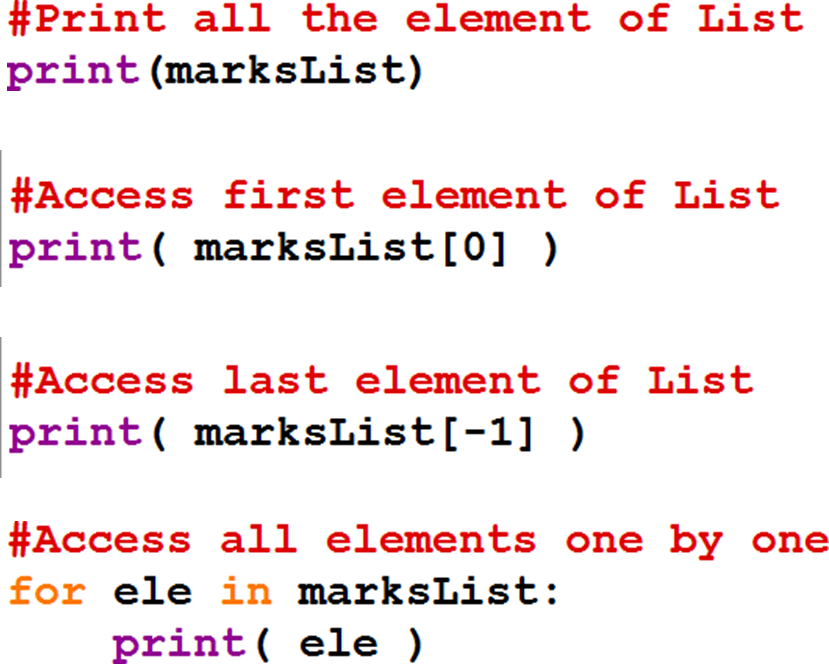 #Print all the element of List
print(marksList)
#Access first element of List
print( marksList[0] )
#Access last element of List
print( marksList[-1] )
#Access all elements one by one
for ele in marksList:
    print( ele )